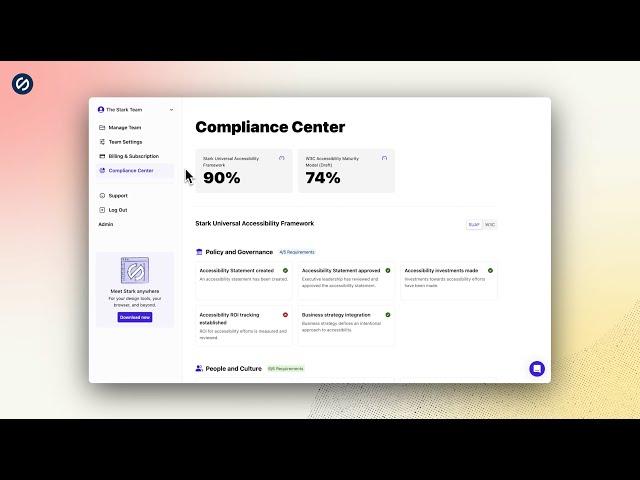 The Stark Team
Manage Team
Team Settings
Billing & Subscription
Compliance Center
Support
Log Out
Admin
Meet Stark anywhere
For your design tools, your
browser, and beyond.
Download now
Compliance Center
Stark Universal Accessibility
Framework
90%
W3C Accessibility Maturity
Model (Draft)
74%
Stark Universal Accessibility Framework
SUAF W3C
Policy and Governance 4/5 Requirements
Accessibility Statement created
An accessibility statement has been created.
Accessibility Statement approved
Executive leadership has reviewed and
approved the accessibility statement.
Accessibility investments made
Investments towards accessibility efforts
have been made.
Accessibility ROI tracking
established
ROI for accessibility efforts is measured and
reviewed.
Business strategy integration
Business strategy defines an intentional
approach to accessibility.
People and Culture Requirements